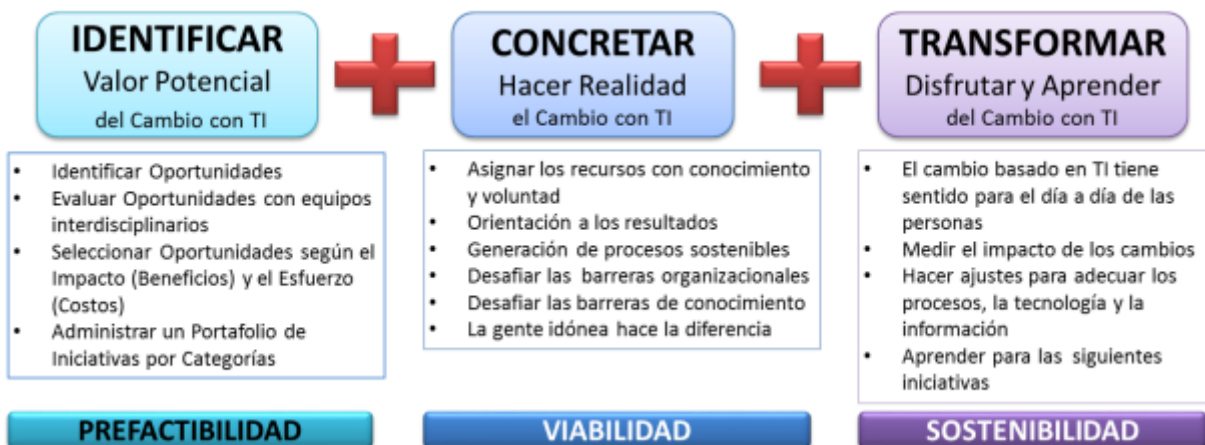 IDENTIFICAR
Valor Potencial
del Cambio con TI
• Identificar Oportunidades
• Evaluar Oportunidades con equipos
interdisciplinarios
• Seleccionar Oportunidades según el
Impacto (Beneficios) y el Esfuerzo
(Costos)
• Administrar un Portafolio de
Iniciativas por Categorías
PREFACTIBILIDAD
CONCRETAR
Hacer Realidad
el Cambio con TI
• Asignar los recursos con conocimiento
y voluntad
• Orientación a los resultados
• Generación de procesos sostenibles
• Desafiar las barreras organizacionales
• Desafiar las barreras de conocimiento
• La gente idónea hace la diferencia
VIABILIDAD
TRANSFORMAR
Disfrutar y Aprender
del Cambio con TI
• El cambio basado en TI tiene
sentido para el día a día de las
personas
• Medir el impacto de los cambios
• Hacer ajustes para adecuar los
procesos, la tecnología y la
información
• Aprender para las siguientes
iniciativas
SOSTENIBILIDAD